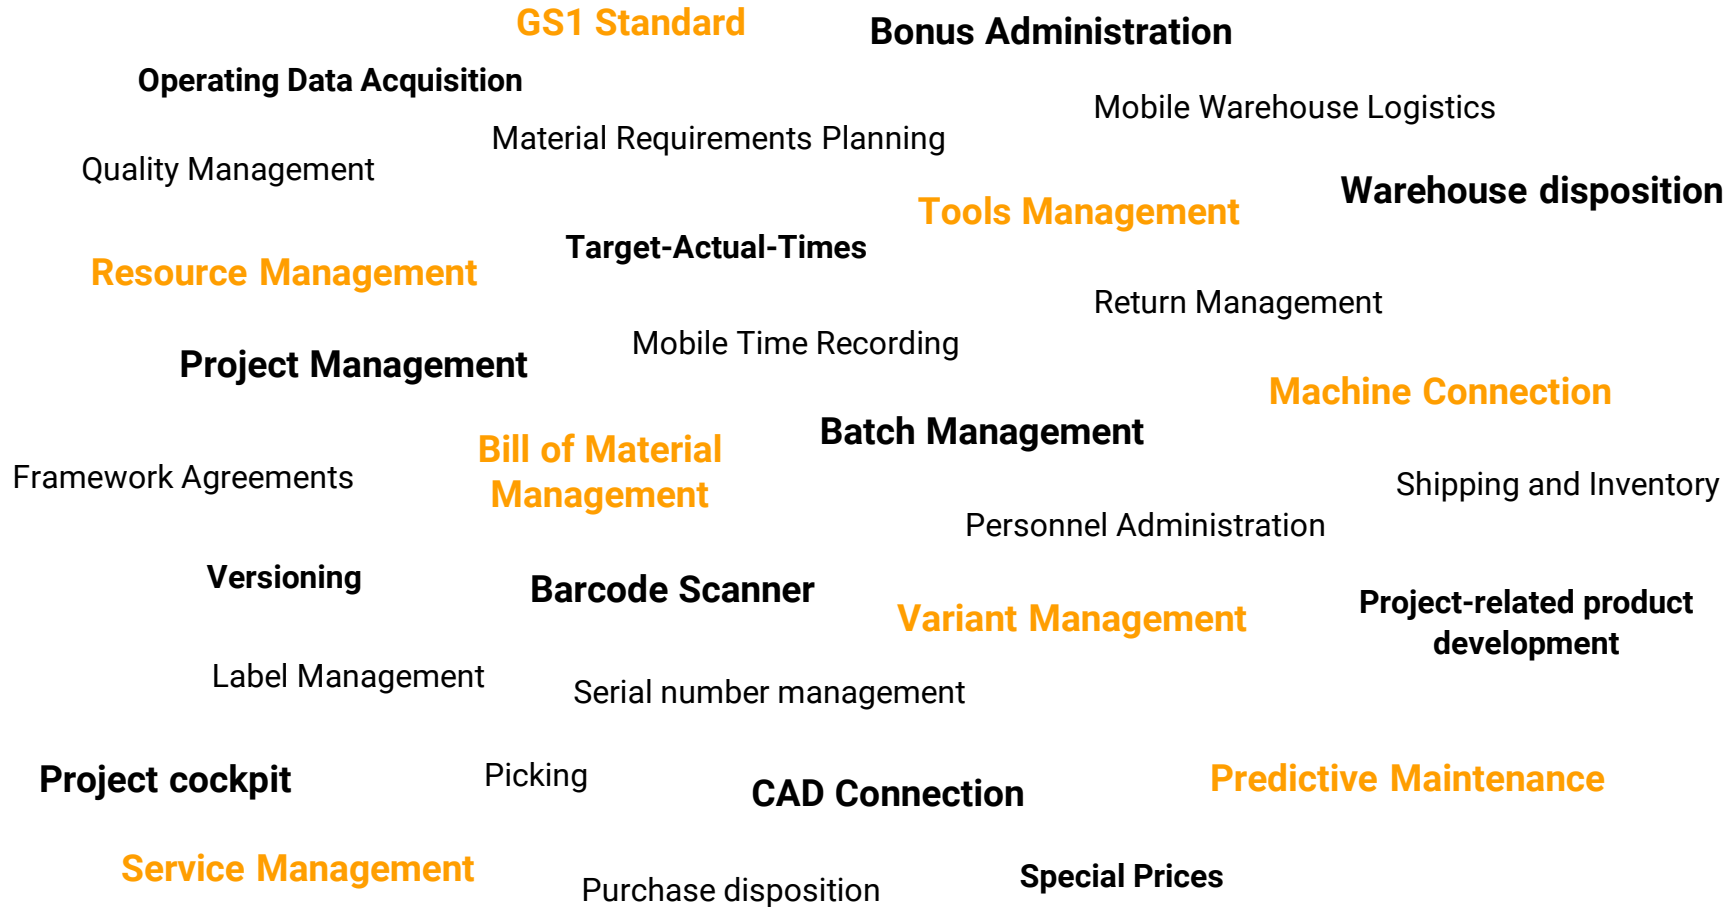 GS1 Standard
Bonus Administration
Operating Data Acquisition
Mobile Warehouse Logistics
Material Requirements Planning
Quality Management
Warehouse disposition
Tools Management
Target-Actual-Times
Resource Management
Return Management
Mobile Time Recording
Project Management
Machine Connection
Batch Management
Bill of Material
Management
Framework Agreements
Shipping and Inventory
Personnel Administration
Versioning
Barcode Scanner
Variant Management
Project-related product
development
Label Management
Serial number management
Project cockpit
Picking
CAD Connection
Predictive Maintenance
Service Management
Purchase disposition
Special Prices